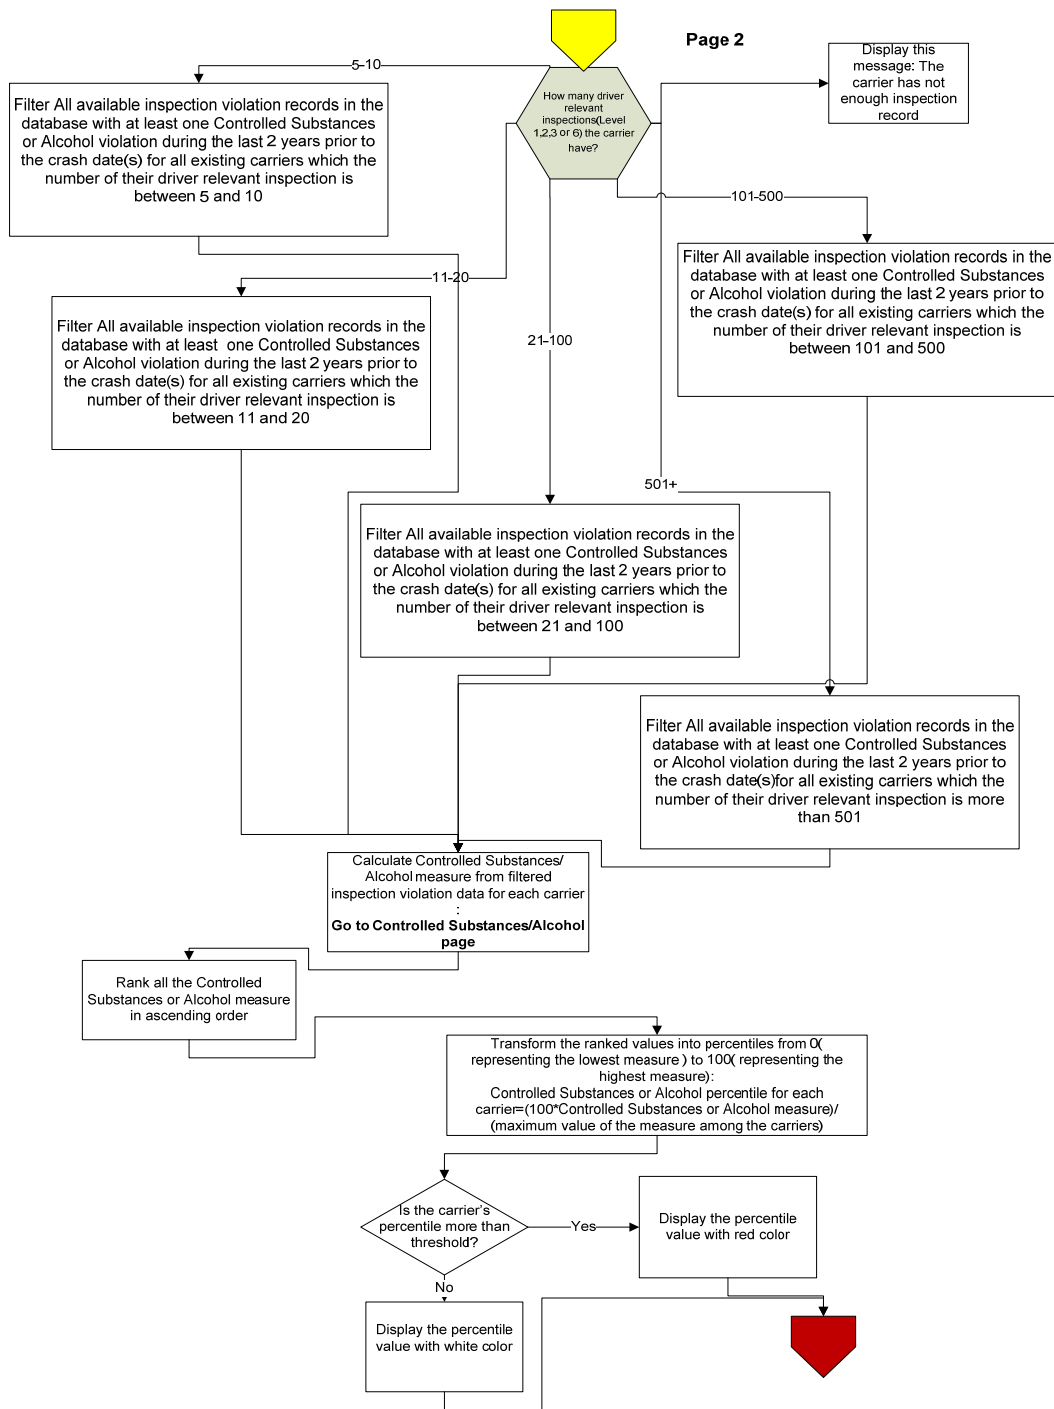 Page 2
Display this
message: The
carrier has not
enough inspection
record
5-10
How many driver
relevant
inspections(Level
1,2,3 or 6) the carrier
have?
Filter All available inspection violation records in the
database with at least one Controlled Substances
or Alcohol violation during the last 2 years prior to
the crash date(s) for all existing carriers which the
number of their driver relevant inspection is
between 5 and 10
101-500
Filter All available inspection violation records in the
database with at least one Controlled Substances
or Alcohol violation during the last 2 years prior to
the crash date(s) for all existing carriers which the
number of their driver relevant inspection is
between 101 and 500
11-20
Filter All available inspection violation records in the
database with at least one Controlled Substances
or Alcohol violation during the last 2 years prior to
the crash date(s) for all existing carriers which the
number of their driver relevant inspection is
between 11 and 20
21-100
501+
Filter All available inspection violation records in the
database with at least one Controlled Substances
or Alcohol violation during the last 2 years prior to
the crash date(s) for all existing carriers which the
number of their driver relevant inspection is
between 21 and 100
Filter All available inspection violation records in the
database with at least one Controlled Substances
or Alcohol violation during the last 2 years prior to
the crash date(s)for all existing carriers which the
number of their driver relevant inspection is more
than 501
Calculate Controlled Substances/
Alcohol measure from filtered
inspection violation data for each carrier
:
Go to Controlled Substances/Alcohol
page
Rank all the Controlled
Substances or Alcohol measure
in ascending order
Transform the ranked values into percentiles from 0(
representing the lowest measure ) to 100( representing the
highest measure):
Controlled Substances or Alcohol percentile for each
carrier=(100*Controlled Substances or Alcohol measure)/
(maximum value of the measure among the carriers)
Is the carrier's
percentile more than
threshold?
Yes
Display the percentile
value with red color
No
Display the percentile
value with white color